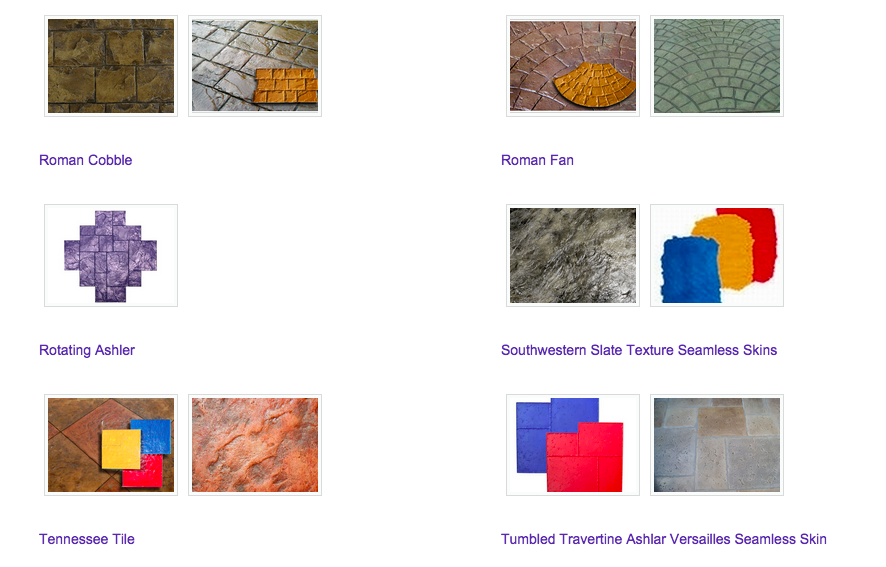 Roman Cobble
Roman Fan
Rotating Ashler
Southwestern Slate Texture Seamless Skins
Tennessee Tile
Tumbled Travertine Ashlar Versailles Seamless Skin